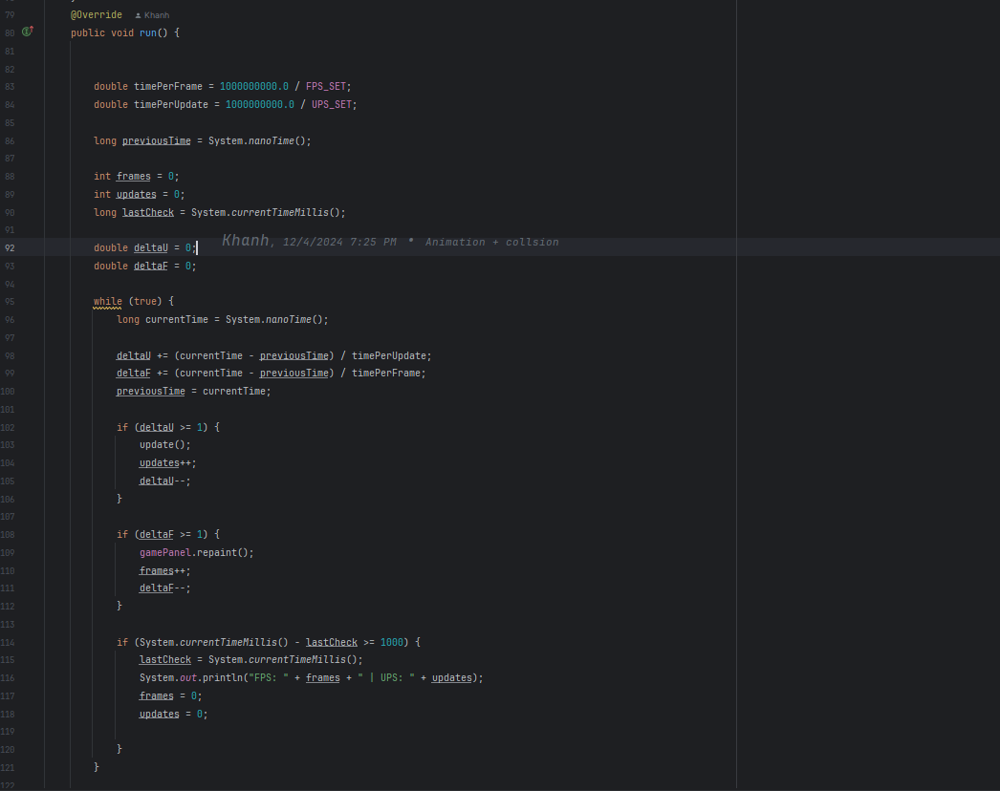 79 @Override Khanh
80 public void run() {
81
82
83 double timePerFrame = 1000000000.0 / FPS_SET;
84 double timePerUpdate = 1000000000.0 / UPS_SET;
85
86 long previousTime = System.nanoTime();
87
88 int frames = 0;
89 int updates = 0;
90 long lastCheck = System.currentTimeMillis();
91
92 double deltaU = 0; Khanh, 12/4/2024 7:25 PM • Animation + collsion
93 double deltaF = 0;
94
95 while (true) {
96 long currentTime = System.nanoTime();
97
98 deltaU += (currentTime - previousTime) / timePerUpdate;
99 deltaF += (currentTime - previousTime) / timePerFrame;
100 previousTime = currentTime;
101
102 if (deltaU >= 1) {
103 update();
104 updates++;
105 deltaU--;
106 }
107
108 if (deltaF >= 1) {
109 gamePanel.repaint();
110 frames++;
111 deltaF--;
112 }
113
114 if (System.currentTimeMillis() - lastCheck >= 1000) {
115 lastCheck = System.currentTimeMillis();
116 System.out.println("FPS: " + frames + " | UPS: " + updates);
117 frames = 0;
118 updates = 0;
119
120 }
121 }
122